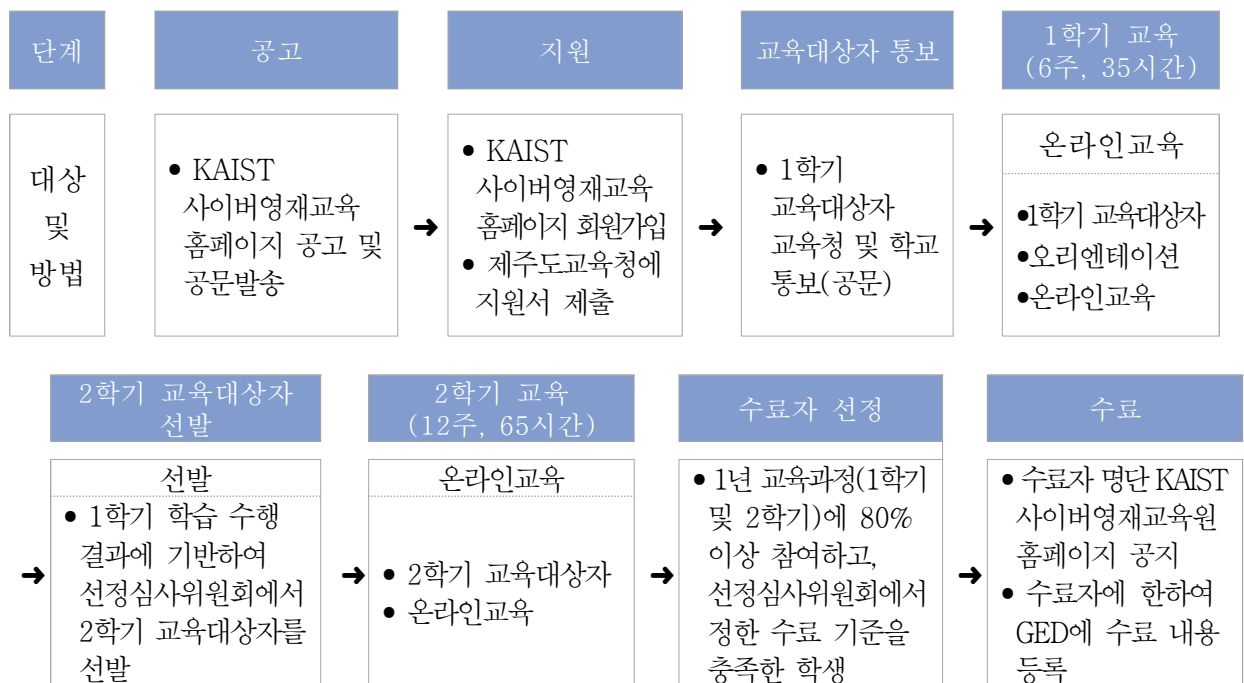 단계
공고
지원
교육대상자 통보
1학기 교육
(6주, 35시간)
대상
및
방법
• KAIST
사이버영재교육
홈페이지 공고 및
공문발송
➜
• KAIST
사이버영재교육
홈페이지 회원가입
• 제주도교육청에
지원서 제출
➜
• 1학기
교육대상자
교육청 및 학교
통보(공문)
➜
온라인교육
•1학기 교육대상자
•오리엔테이션
•온라인교육
2학기 교육대상자
선발
2학기 교육
(12주, 65시간)
수료자 선정
수료
➜
선발
• 1학기 학습 수행
결과에 기반하여
선정심사위원회에서
2학기 교육대상자를
선발
➜
온라인교육
• 2학기 교육대상자
• 온라인교육
➜
• 1년 교육과정(1학기
및 2학기)에 80%
이상 참여하고,
선정심사위원회에서
정한 수료 기준을
충족한 학생
➜
• 수료자 명단 KAIST
사이버영재교육원
홈페이지 공지
• 수료자에 한하여
GED에 수료 내용
등록